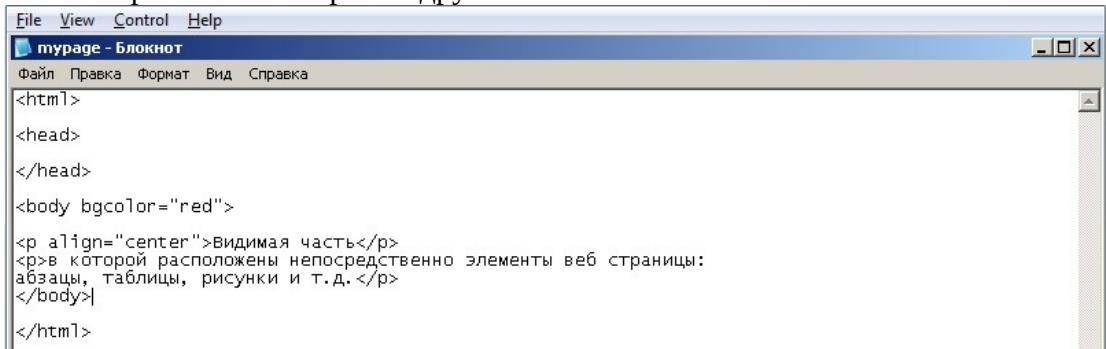 File View Control Help
mypage - Блокнот
Файл Правка Формат Вид Справка
<html>
<head>
</head>
<body bgcolor="red">
<p align="center">Видимая часть</p>
<p>в которой расположены непосредственно элементы веб страницы:
абзацы, таблицы, рисунки и т.д.</p>
</body>
</html>